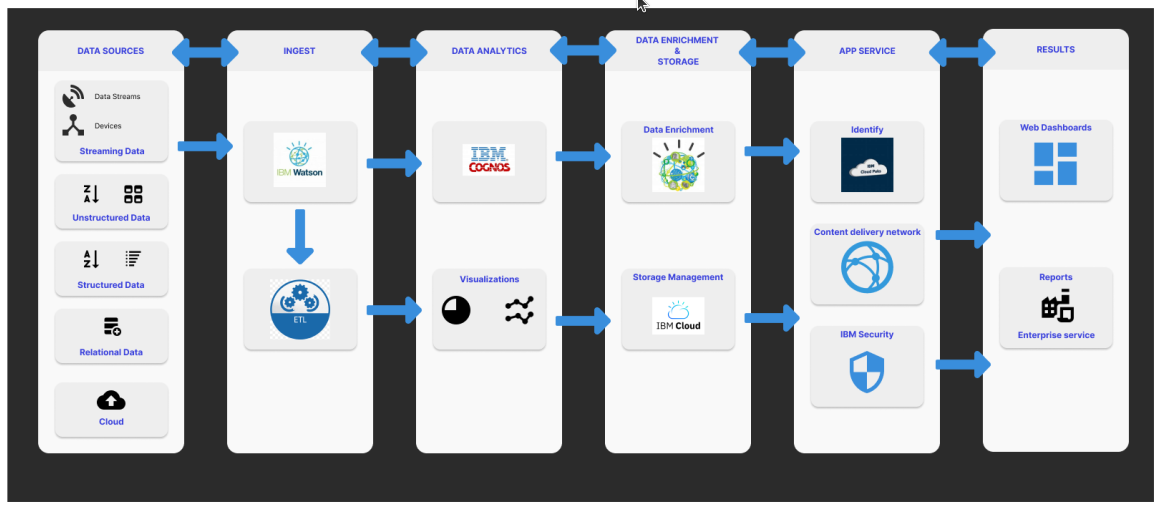 DATA SOURCES
Data Streams
Devices
Streaming Data
Unstructured Data
Structured Data
Relational Data
Cloud
INGEST
IBM Watson
ETL
DATA ANALYTICS
IBM
COGNOS
Visualizations
DATA ENRICHMENT
&
STORAGE
Data Enrichment
Storage Management
IBM Cloud
APP SERVICE
Identify
IBM
Cloud Paks
Content delivery network
IBM Security
RESULTS
Web Dashboards
Reports
Enterprise service